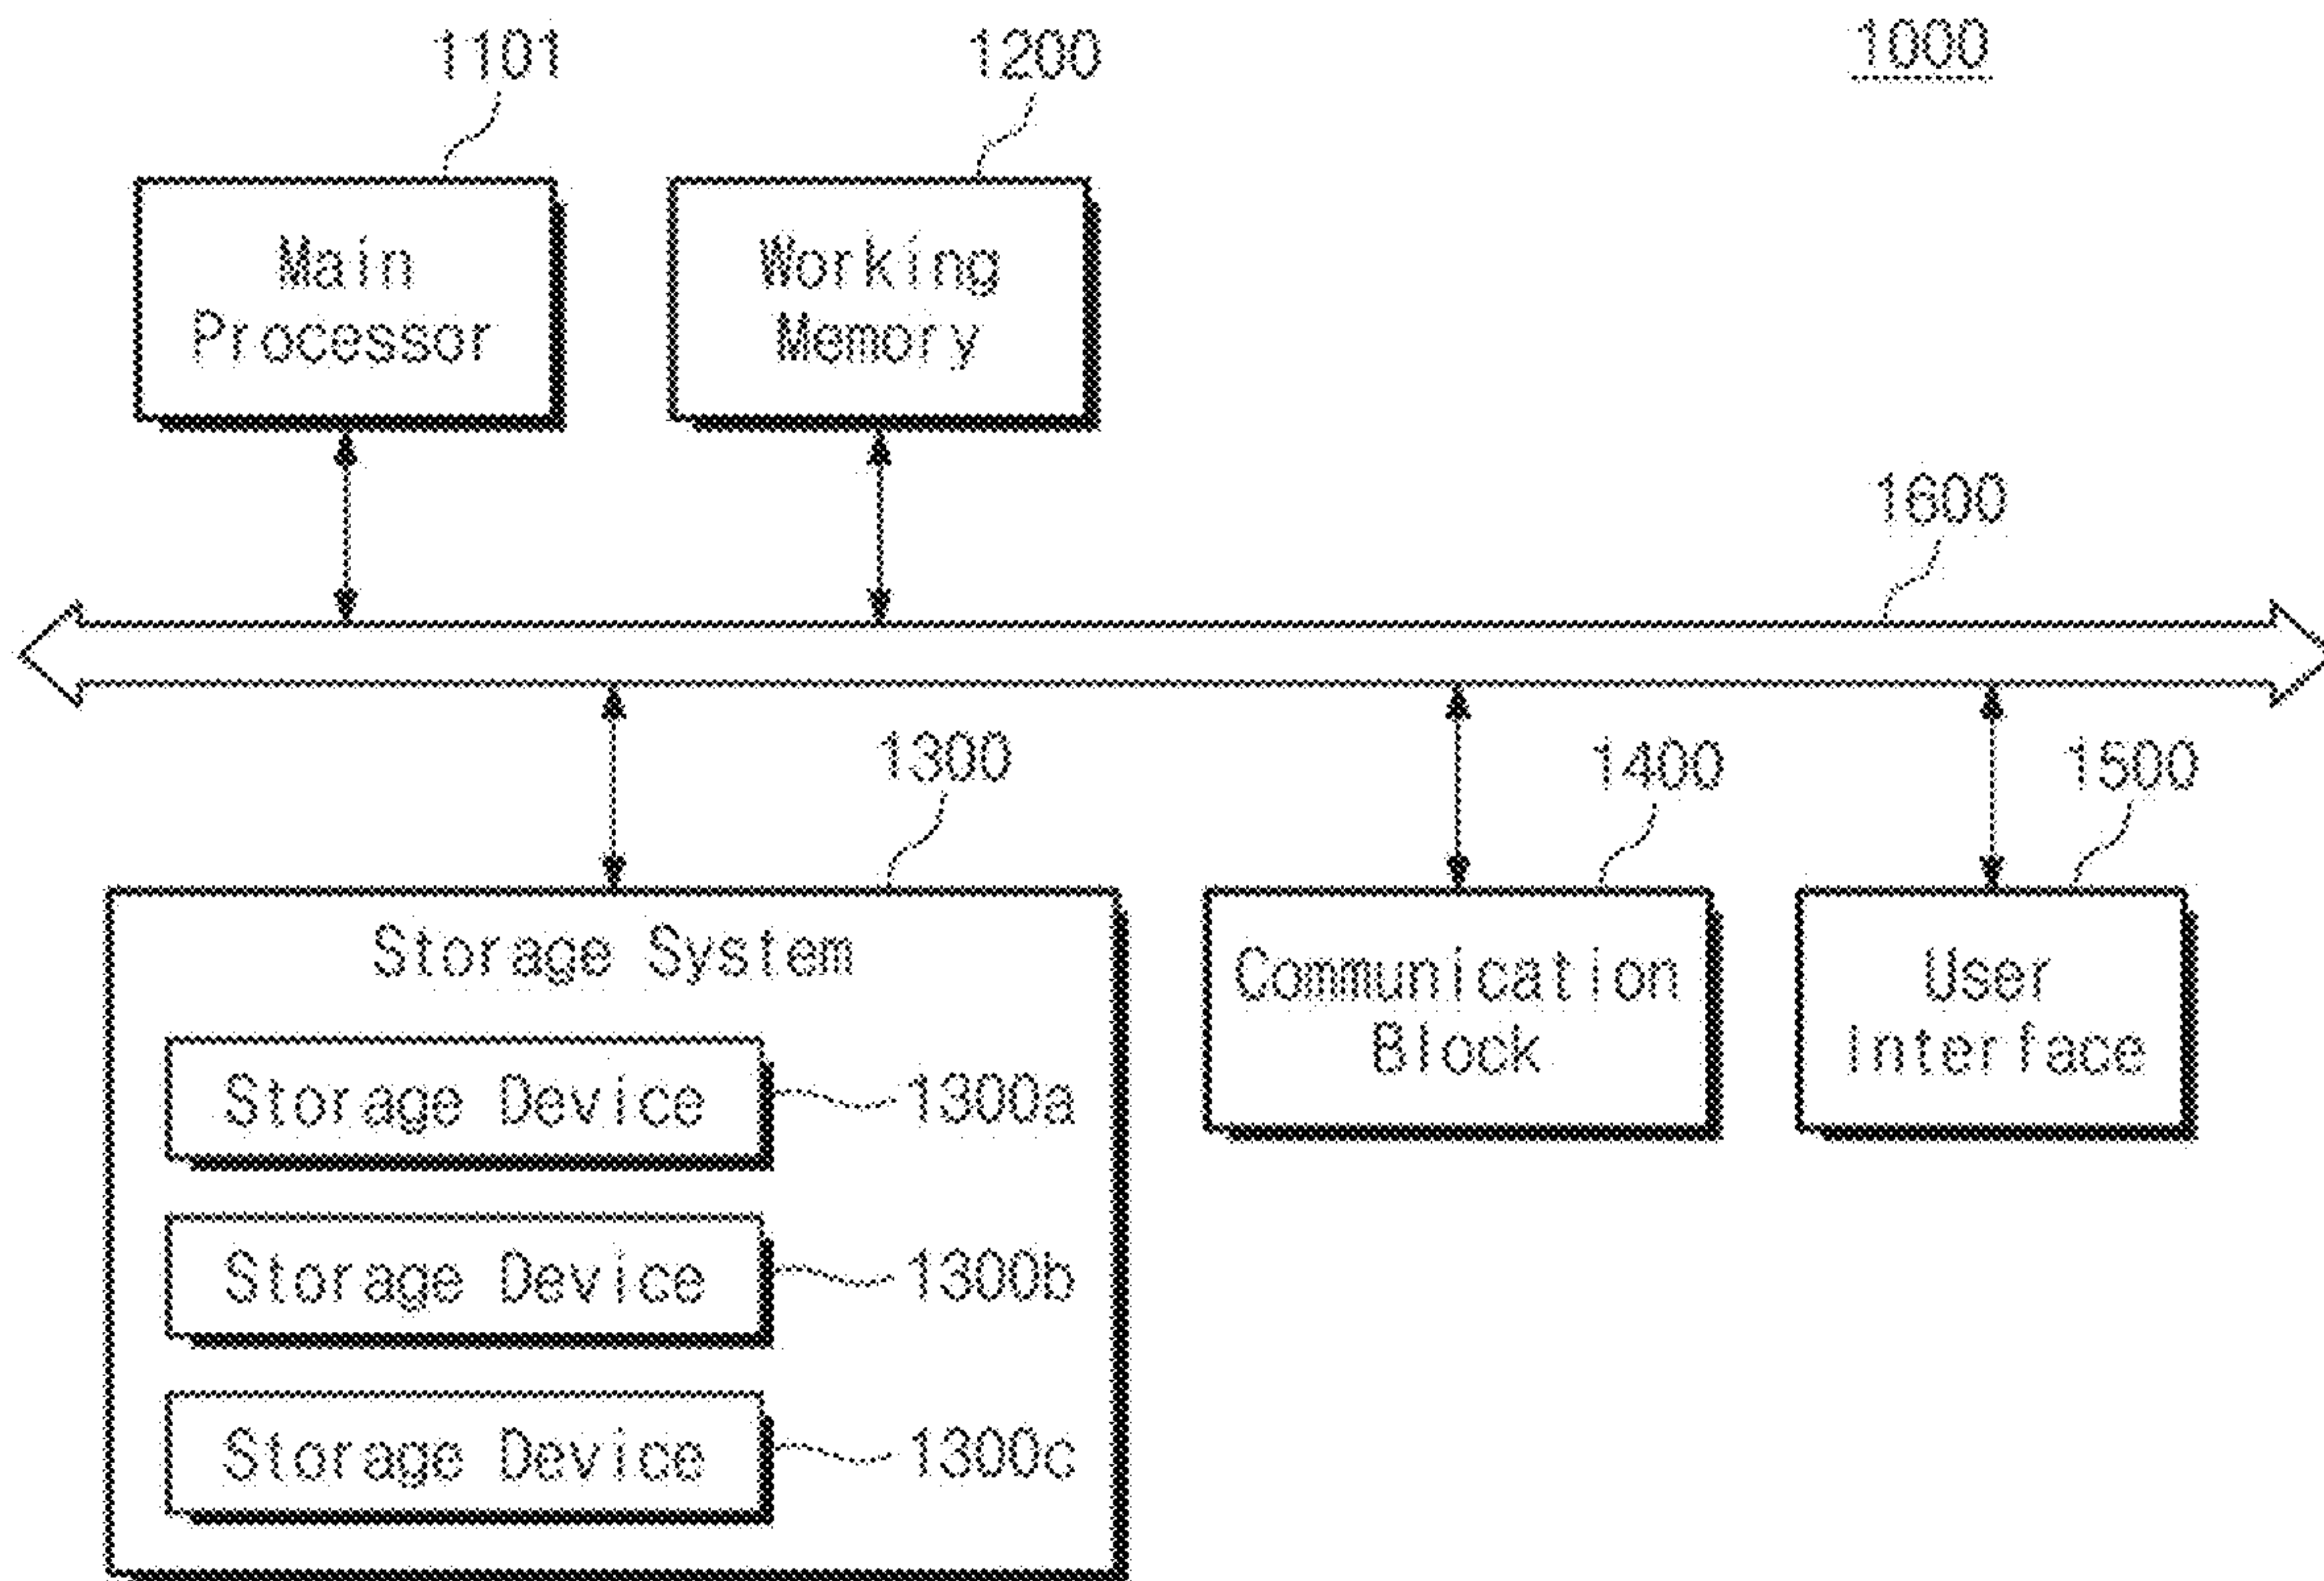 1101
1200
1000
Main
Processor
Working
Memory
1600
1300
1400
1500
Storage System
Storage Device
1300a
Storage Device
1300b
Storage Device
1300c
Communication
Block
User
Interface